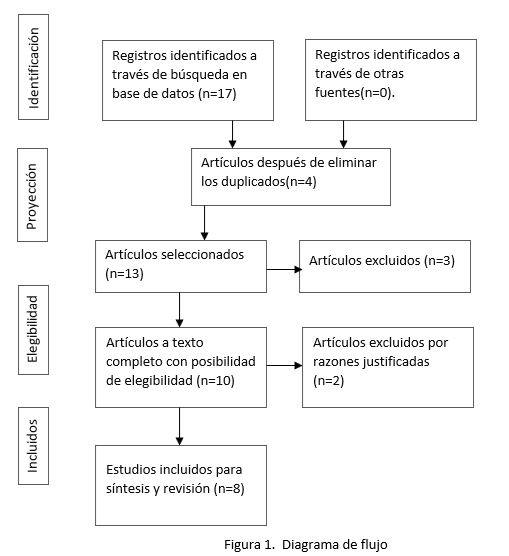 Identificación
Registros identificados a
través de búsqueda en
base de datos (n=17)
Registros identificados a
través de otras
fuentes(n=0).
Proyección
Artículos después de eliminar
los duplicados(n=4)
Artículos seleccionados
(n=13)
Artículos excluidos (n=3)
Elegibilidad
Artículos a texto
completo con posibilidad
de elegibilidad (n=10)
Artículos excluidos por
razones justificadas
(n=2)
Incluidos
Estudios incluidos para
síntesis y revisión (n=8)
Figura 1.  Diagrama de flujo